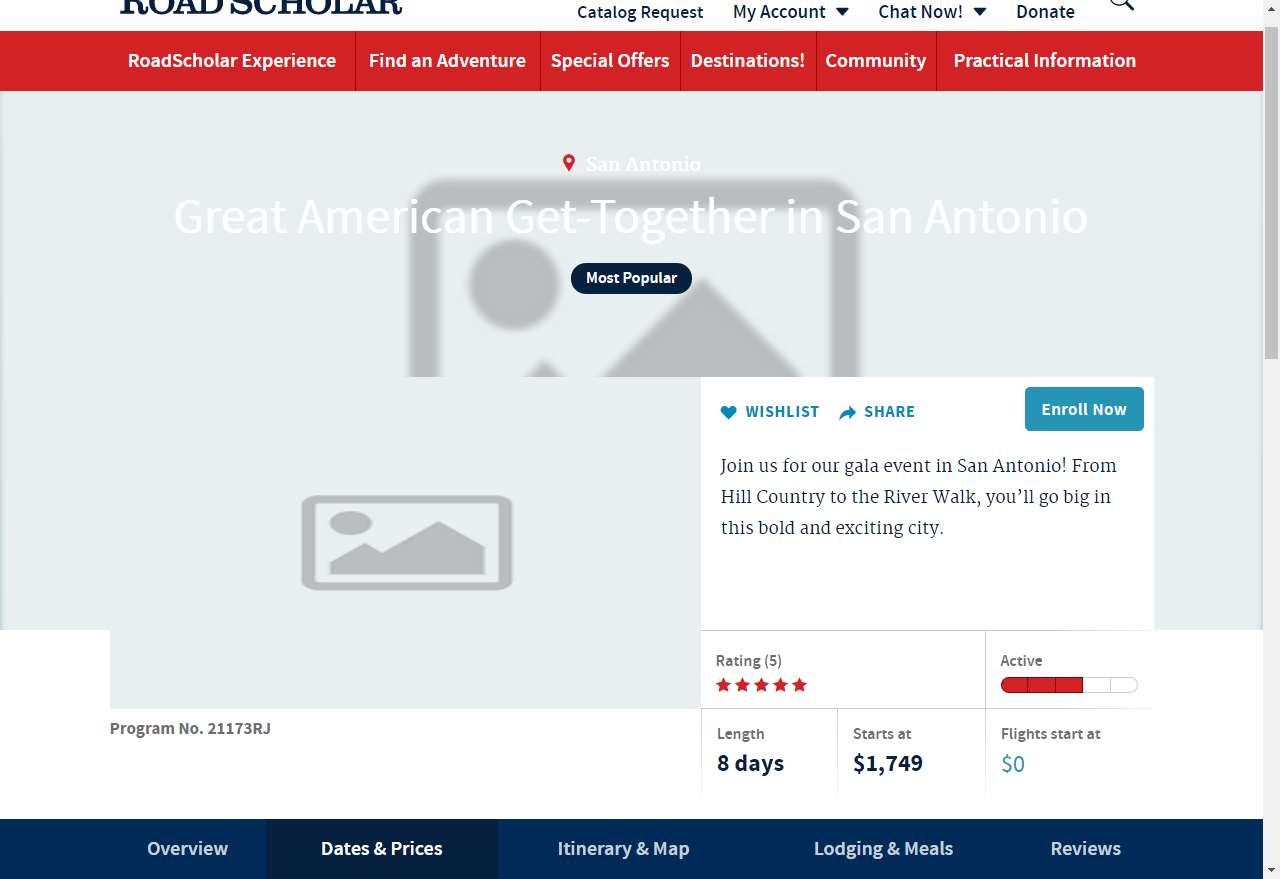 ROAD SCHOLAR
Catalog Request My Account Chat Now! Donate
RoadScholar Experience Find an Adventure Special Offers Destinations! Community Practical Information
San Antonio
Great American Get-Together in San Antonio
Most Popular
WISHLIST SHARE Enroll Now
Join us for our gala event in San Antonio! From
Hill Country to the River Walk, you’ll go big in
this bold and exciting city.
Rating (5) Active
Program No. 21173RJ
Length Starts at Flights start at
8 days $1,749 $0
Overview Dates & Prices Itinerary & Map Lodging & Meals Reviews